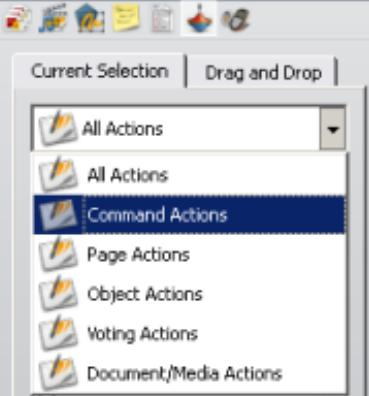 Current Selection Drag and Drop
All Actions
All Actions
Command Actions
Page Actions
Object Actions
Voting Actions
Document/Media Actions